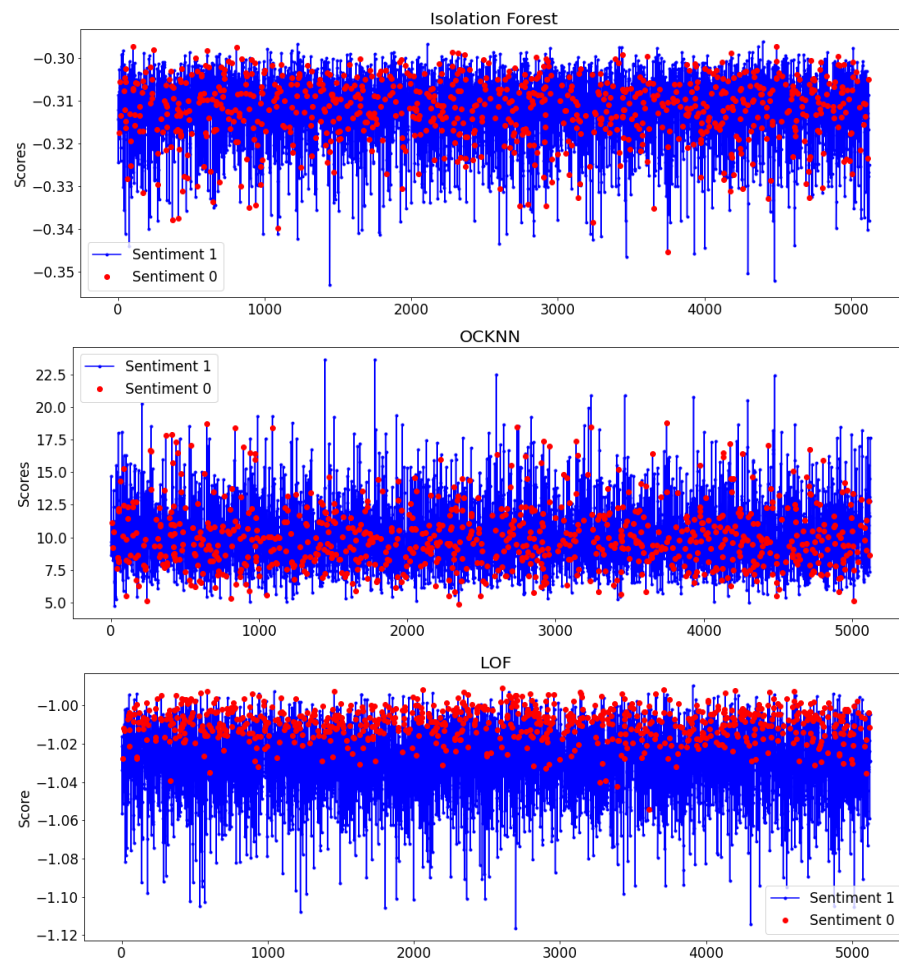 Isolation Forest
−0.30
−0.31
−0.32
−0.33
−0.34
−0.35
Scores
Sentiment 1
Sentiment 0
0 1000 2000 3000 4000 5000
OCKNN
22.5
20.0
17.5
15.0
12.5
10.0
7.5
5.0
Scores
Sentiment 1
Sentiment 0
0 1000 2000 3000 4000 5000
LOF
−1.00
−1.02
−1.04
−1.06
−1.08
−1.10
−1.12
Score
Sentiment 1
Sentiment 0
0 1000 2000 3000 4000 5000